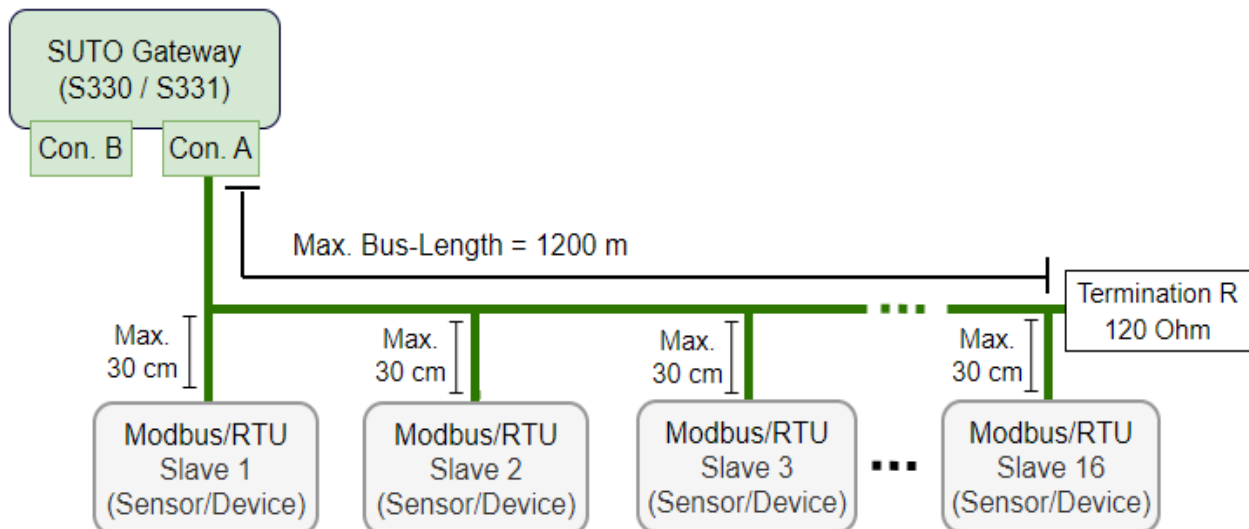 SUTO Gateway
(S330 / S331)
Con. B
Con. A
Max. Bus-Length = 1200 m
Termination R
120 Ohm
Max.
30 cm
Max.
30 cm
Max.
30 cm
Max.
30 cm
Modbus/RTU
Slave 1
(Sensor/Device)
Modbus/RTU
Slave 2
(Sensor/Device)
Modbus/RTU
Slave 3
(Sensor/Device)
Modbus/RTU
Slave 16
(Sensor/Device)